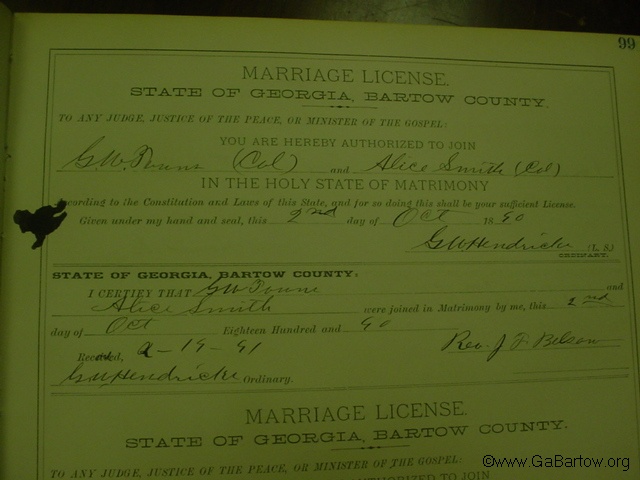 99
MARRIAGE LICENSE.
STATE OF GEORGIA, BARTOW COUNTY.
TO ANY JUDGE, JUSTICE OF THE PEACE, OR MINISTER OF THE GOSPEL:
YOU ARE HEREBY AUTHORIZED TO JOIN
G.W. (Col) and Alice Smith (Col)
IN THE HOLY STATE OF MATRIMONY
according to the Constitution and Laws of this State, and for so doing this shall be your sufficient License.
Given under my hand and seal, this 2nd day of Oct 1890
G.W. Hendricks (L. S.)
ORDINARY.
STATE OF GEORGIA, BARTOW COUNTY:
I CERTIFY THAT G W and
Alice Smith were joined in Matrimony by me, this 2nd
day of Oct Eighteen Hundred and 90
Recorded, 19-91 Rev. J. F.
G.W. Hendricks Ordinary.
MARRIAGE LICENSE.
STATE OF GEORGIA, BARTOW COUNTY.
TO ANY JUDGE, JUSTICE OF THE PEACE, OR MINISTER OF THE GOSPEL:
AUTHORIZED TO JOIN
©www.GaBartow.org